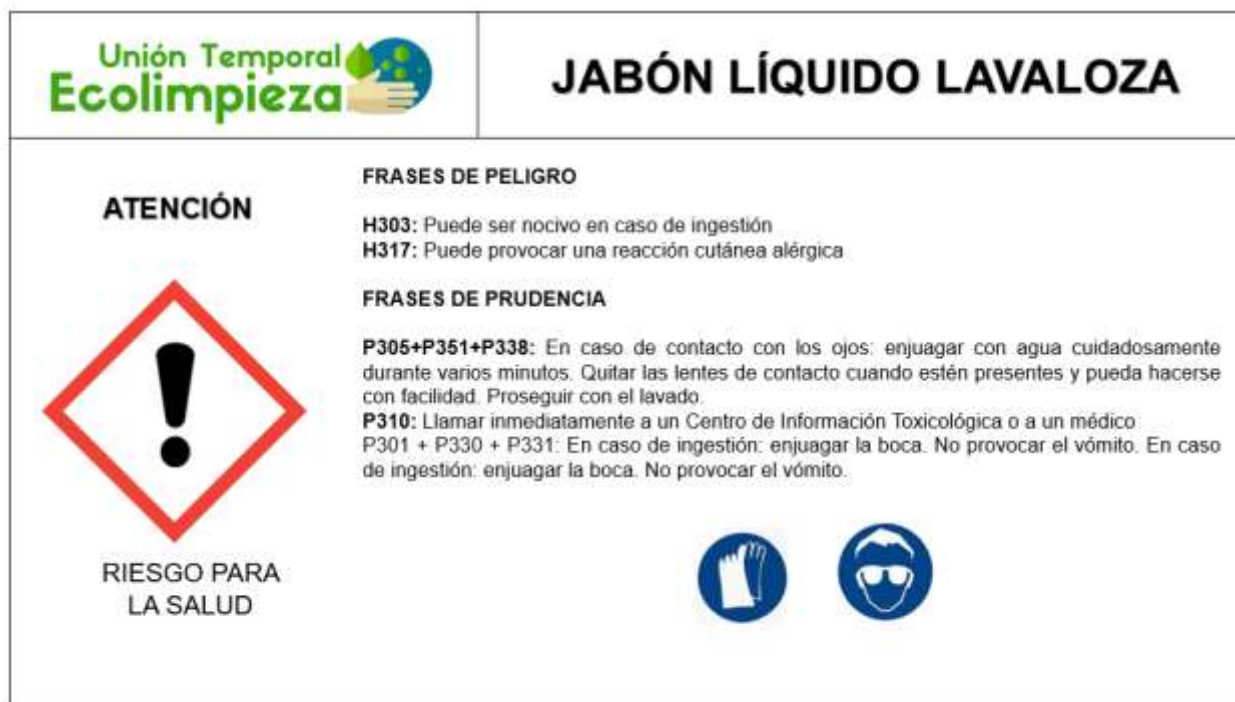 Unión Temporal
Ecolimpieza
JABÓN LÍQUIDO LAVALOZA
ATENCIÓN
RIESGO PARA
LA SALUD
FRASES DE PELIGRO
H303: Puede ser nocivo en caso de ingestión
H317: Puede provocar una reacción cutánea alérgica
FRASES DE PRUDENCIA
P305+P351+P338: En caso de contacto con los ojos: enjuagar con agua cuidadosamente
durante varios minutos. Quitar las lentes de contacto cuando estén presentes y pueda hacerse
con facilidad. Proseguir con el lavado.
P310: Llamar inmediatamente a un Centro de Información Toxicológica o a un médico
P301 + P330 + P331: En caso de ingestión: enjuagar la boca. No provocar el vómito. En caso
de ingestión: enjuagar la boca. No provocar el vómito.